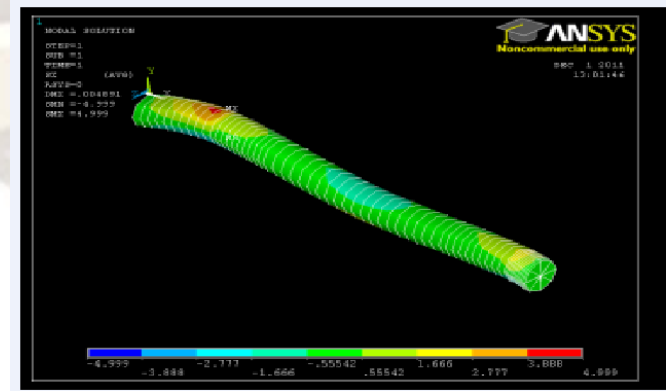 1
NODAL SOLUTION
STEP=1
SUB =1
TIME=1
SZ (AVG)
RSYS=0
DMX =.004891
SMN =-4.999
SMX =4.999
ANSYS
Noncommercial use only
1 2011
13:01:46
Y
MX
-4.999 -2.777 -.55542 1.666 3.888
-3.888 -1.666 .55542 2.777 4.999